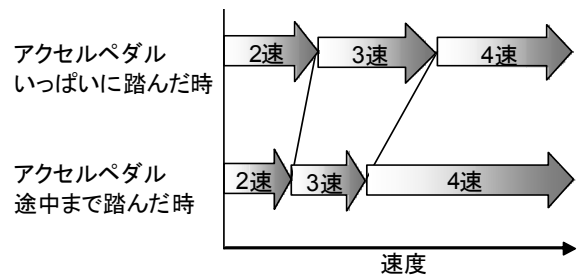 アクセルペダル
いっぱいに踏んだ時
2速 3速 4速
アクセルペダル
途中まで踏んだ時
2速 3速 4速
速度